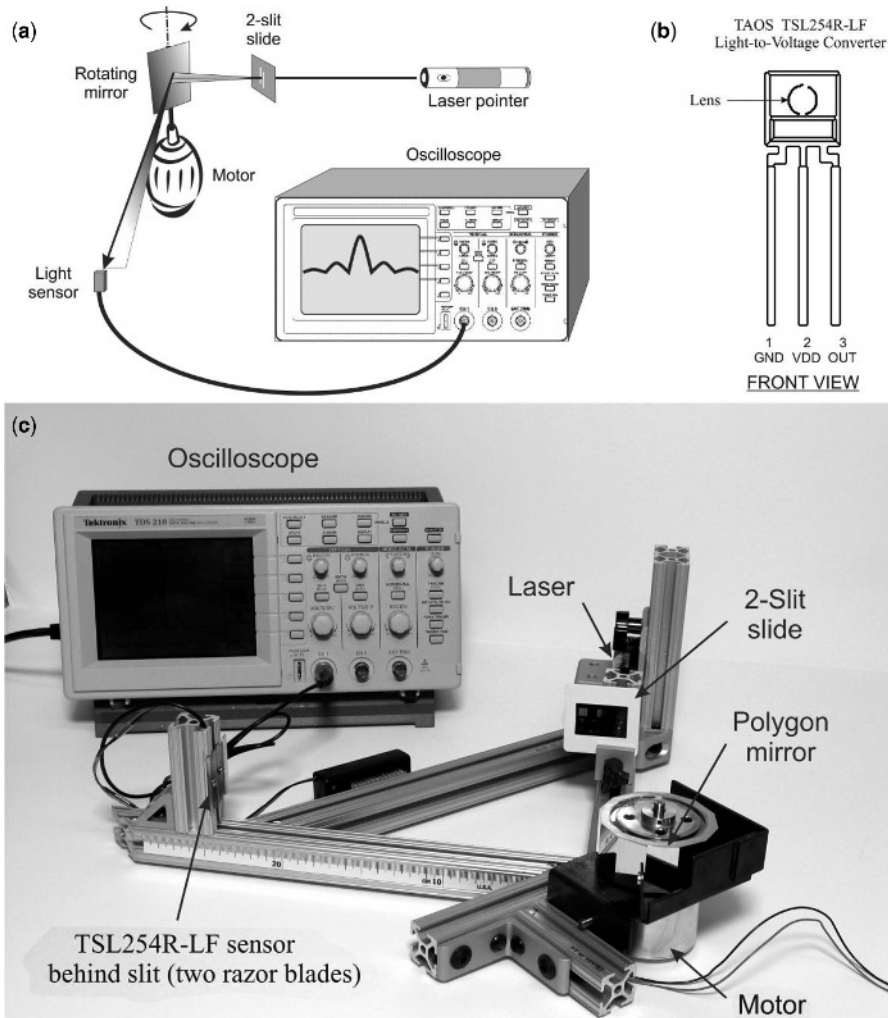 (a)
2-slit
slide
Rotating
mirror
Laser pointer
Motor
Oscilloscope
Light
sensor
(b)
TAOS TSL254R-LF
Light-to-Voltage Converter
Lens
1 2 3
GND VDD OUT
FRONT VIEW
(c)
Oscilloscope
Tektronix TDS 210
Laser
2-Slit
slide
Polygon
mirror
20
cm 10
U.S.A.
TSL254R-LF sensor
behind slit (two razor blades)
Motor